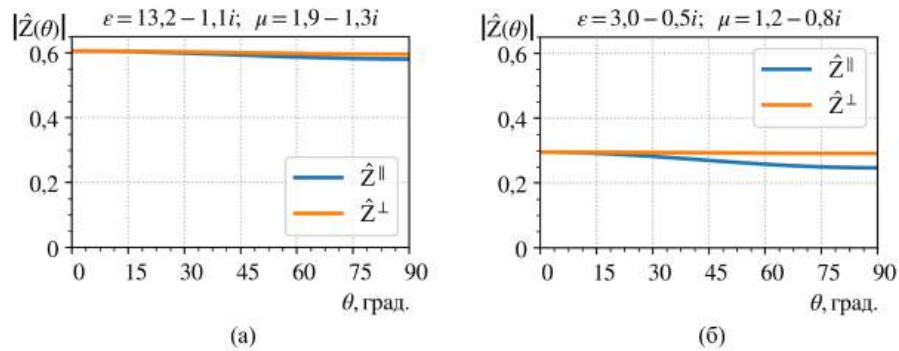 |Ẑ(θ)| ε = 13,2 – 1,1i; μ = 1,9 – 1,3i
0,6
0,4
0,2
0
0 15 30 45 60 75 90
θ, град.
Ẑ∥
Ẑ⊥
(а)
|Ẑ(θ)| ε = 3,0 – 0,5i; μ = 1,2 – 0,8i
0,6
0,4
0,2
0
0 15 30 45 60 75 90
θ, град.
Ẑ∥
Ẑ⊥
(б)